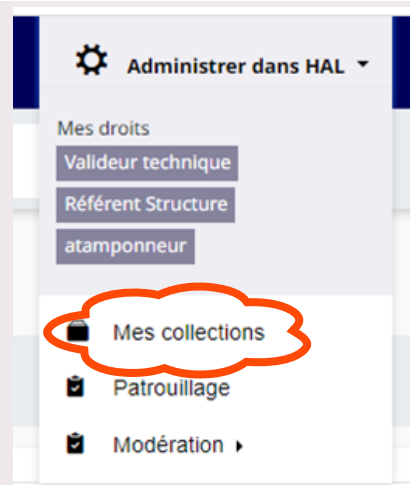 Administrer dans HAL
Mes droits
Valideur technique
Référent Structure
atamponneur
Mes collections
Patrouillage
Modération